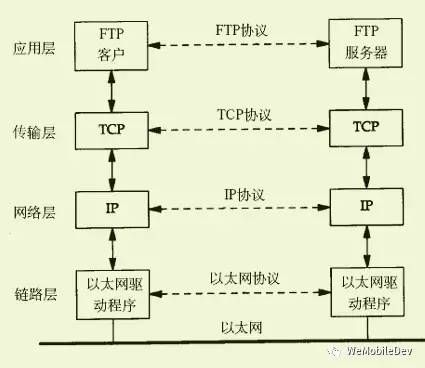 应用层
FTP
客户
FTP协议
FTP
服务器
传输层
TCP
TCP协议
TCP
网络层
IP
IP协议
IP
链路层
以太网驱
动程序
以太网协议
以太网驱
动程序
以太网
WeMobileDev